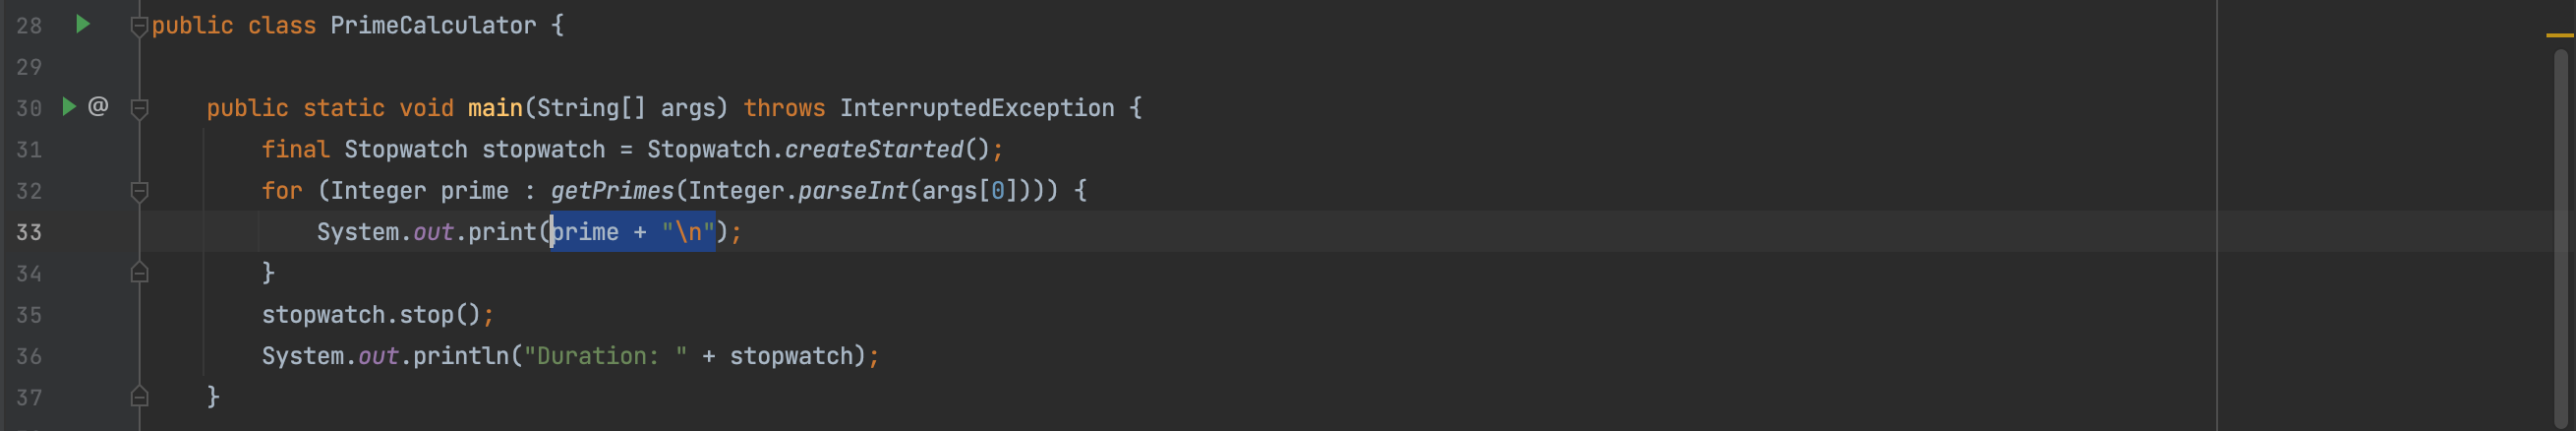 28 public class PrimeCalculator {
29
30 @ public static void main(String[] args) throws InterruptedException {
31 final Stopwatch stopwatch = Stopwatch.createStarted();
32 for (Integer prime : getPrimes(Integer.parseInt(args[0]))) {
33 System.out.print(prime + "\n");
34 }
35 stopwatch.stop();
36 System.out.println("Duration: " + stopwatch);
37 }